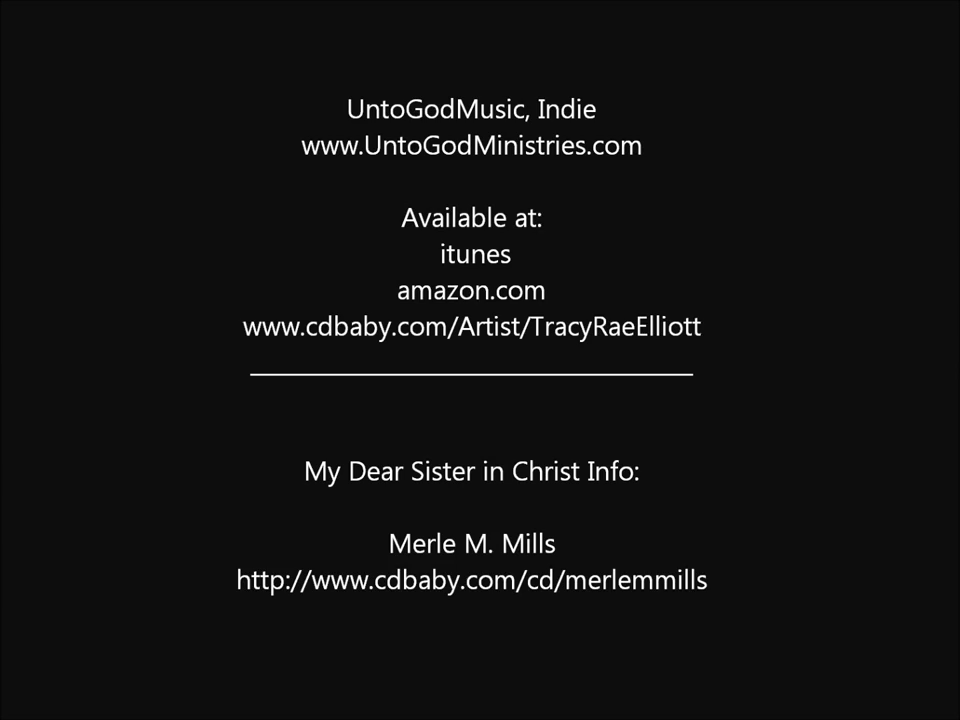 UntoGodMusic, Indie
www.UntoGodMinistries.com
Available at:
itunes
amazon.com
www.cdbaby.com/Artist/TracyRaeElliott
My Dear Sister in Christ Info:
Merle M. Mills
http://www.cdbaby.com/cd/merlemmills